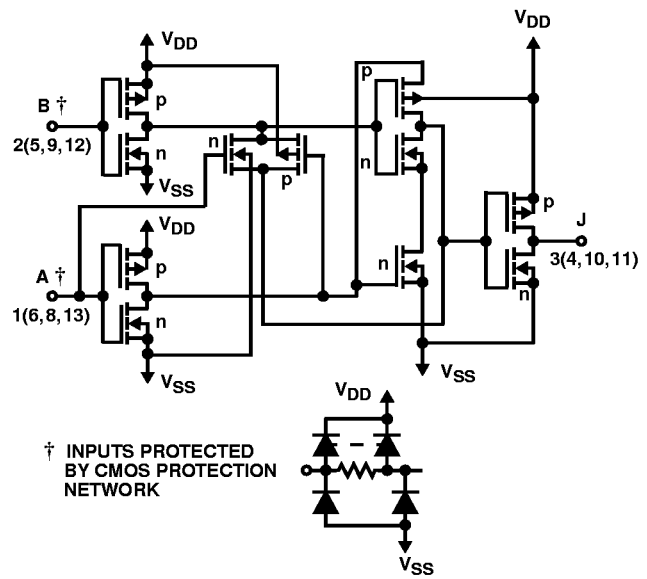 VDD
VDD
B †
p
p
2(5, 9, 12)
n
n
n
p
VSS
p
J
VDD
A †
p
n
3(4, 10, 11)
n
1(6, 8, 13)
n
VSS
VSS
VDD
† INPUTS PROTECTED
BY CMOS PROTECTION
NETWORK
VSS